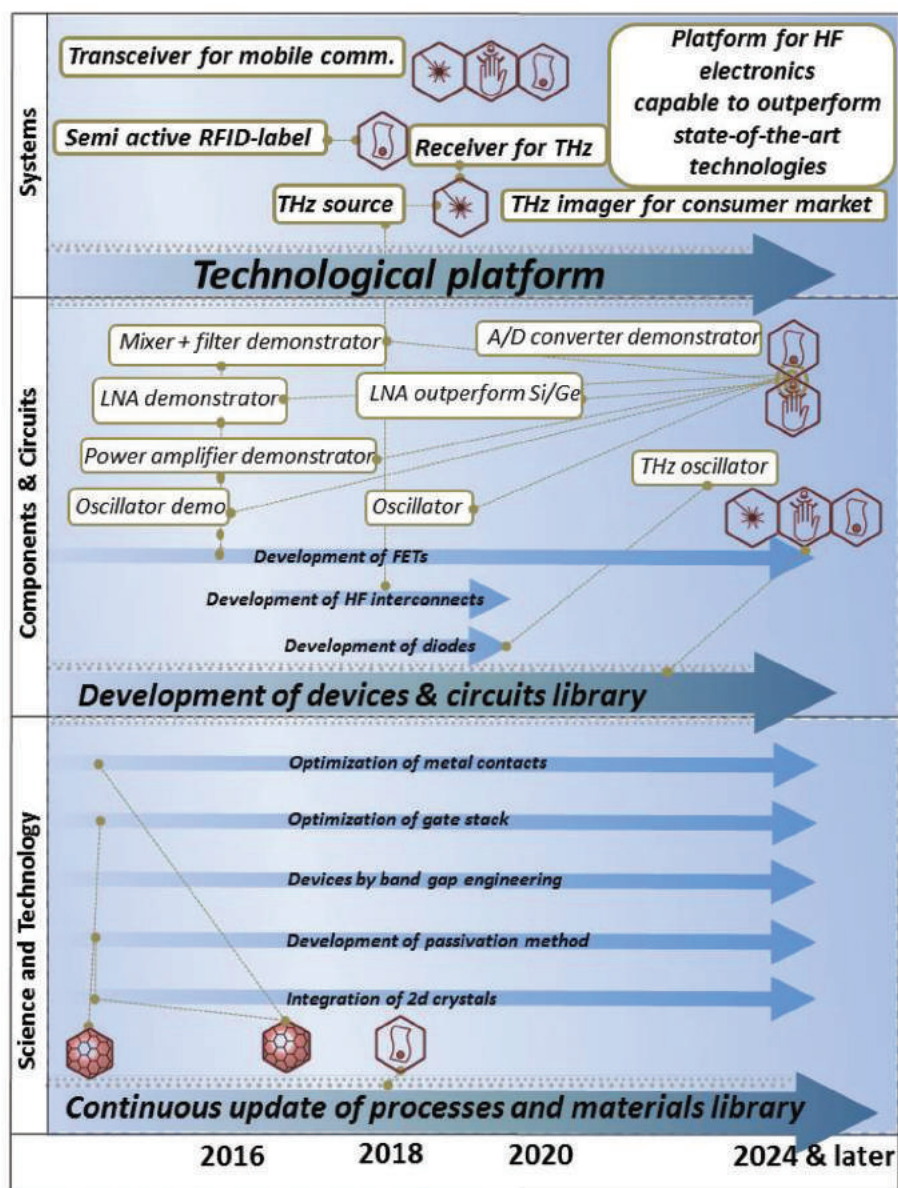 Systems
Transceiver for mobile comm.
Platform for HF
electronics
capable to outperform
state-of-the-art
technologies
Semi active RFID-label
Receiver for THz
THz source
THz imager for consumer market
Technological platform
Components & Circuits
Mixer + filter demonstrator
A/D converter demonstrator
LNA demonstrator
LNA outperform Si/Ge
Power amplifier demonstrator
THz oscillator
Oscillator demo
Oscillator
Development of FETs
Development of HF interconnects
Development of diodes
Development of devices & circuits library
Science and Technology
Optimization of metal contacts
Optimization of gate stack
Devices by band gap engineering
Development of passivation method
Integration of 2d crystals
Continuous update of processes and materials library
2016 2018 2020 2024 & later